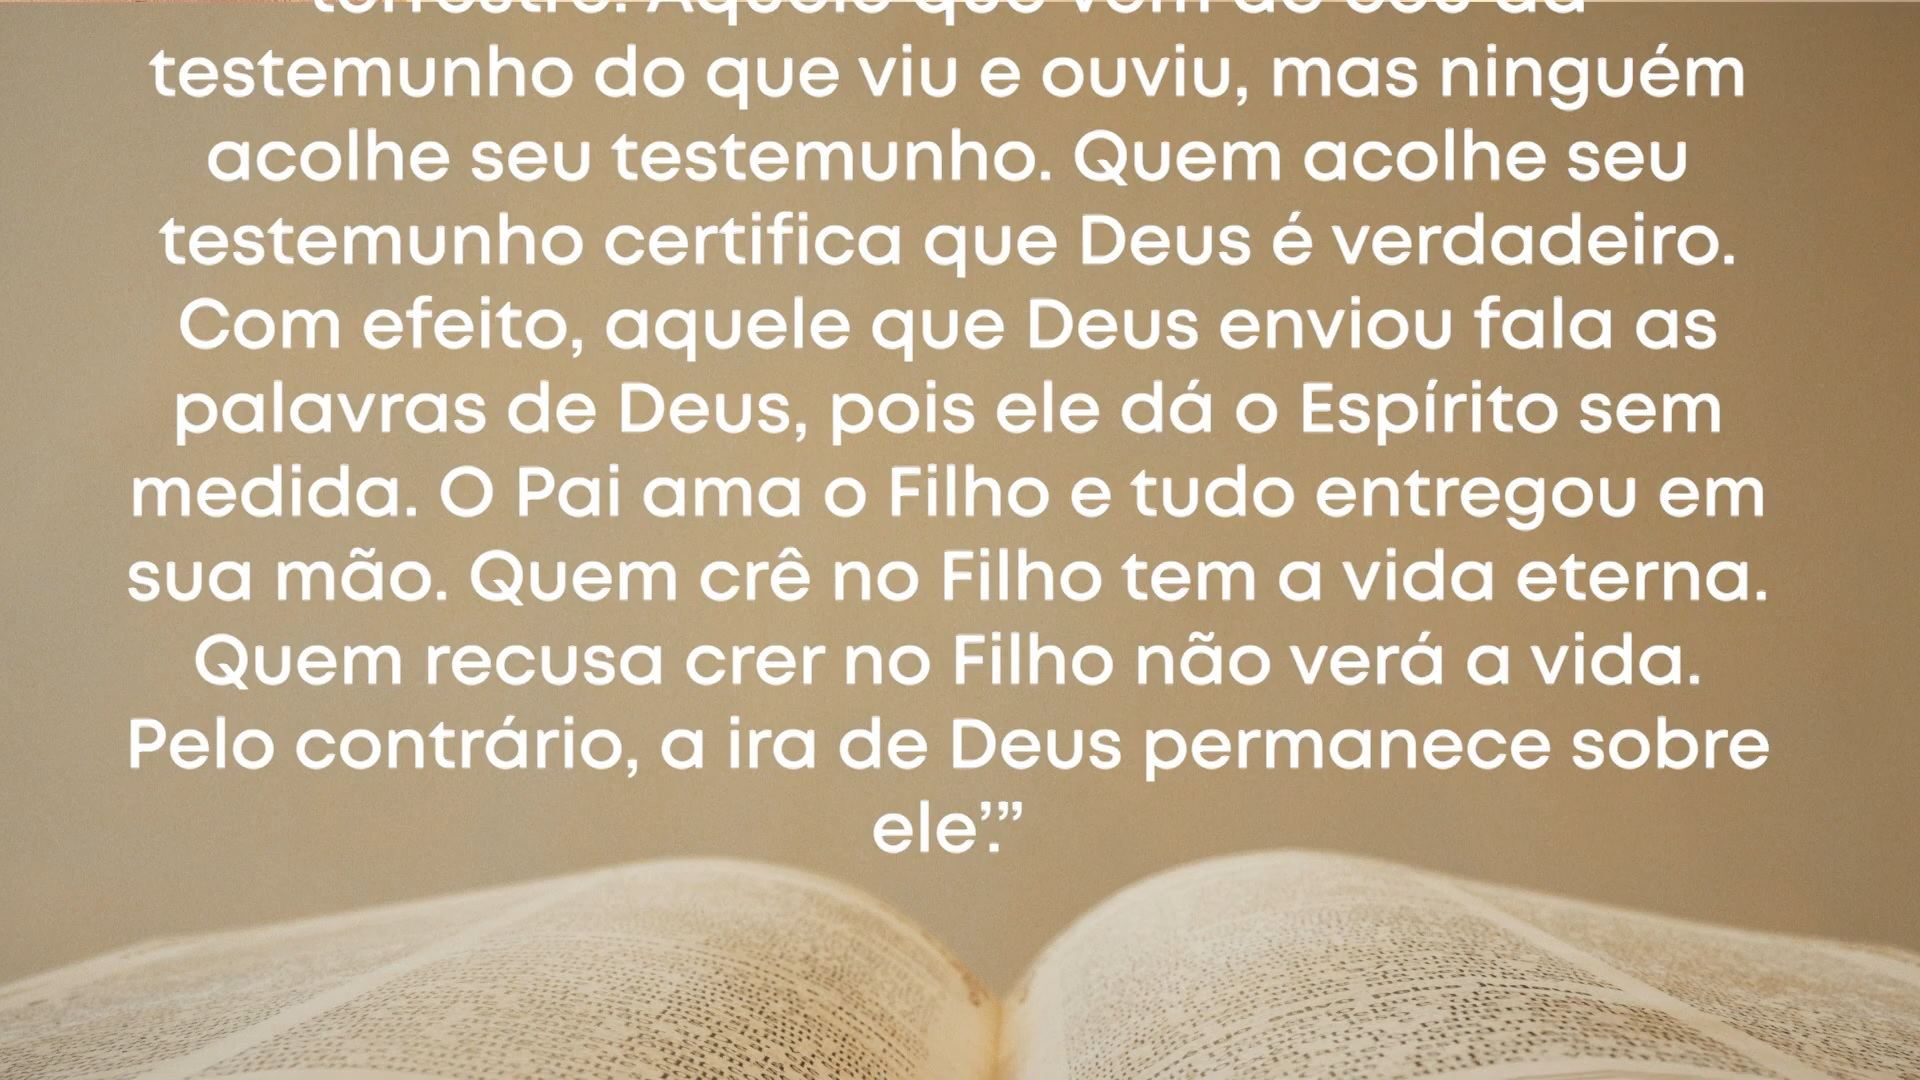 testemunho do que viu e ouviu, mas ninguém
acolhe seu testemunho. Quem acolhe seu
testemunho certifica que Deus é verdadeiro.
Com efeito, aquele que Deus enviou fala as
palavras de Deus, pois ele dá o Espírito sem
medida. O Pai ama o Filho e tudo entregou em
sua mão. Quem crê no Filho tem a vida eterna.
Quem recusa crer no Filho não verá a vida.
Pelo contrário, a ira de Deus permanece sobre
ele’.”